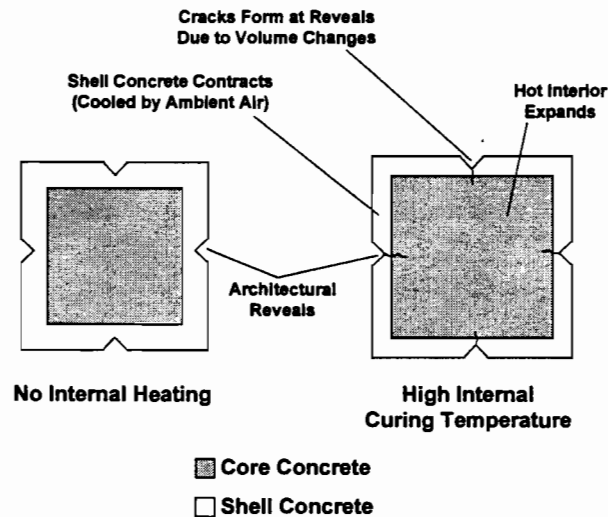 Cracks Form at Reveals
Due to Volume Changes
Shell Concrete Contracts
(Cooled by Ambient Air)
Hot Interior
Expands
Architectural
Reveals
No Internal Heating
High Internal
Curing Temperature
Core Concrete
Shell Concrete